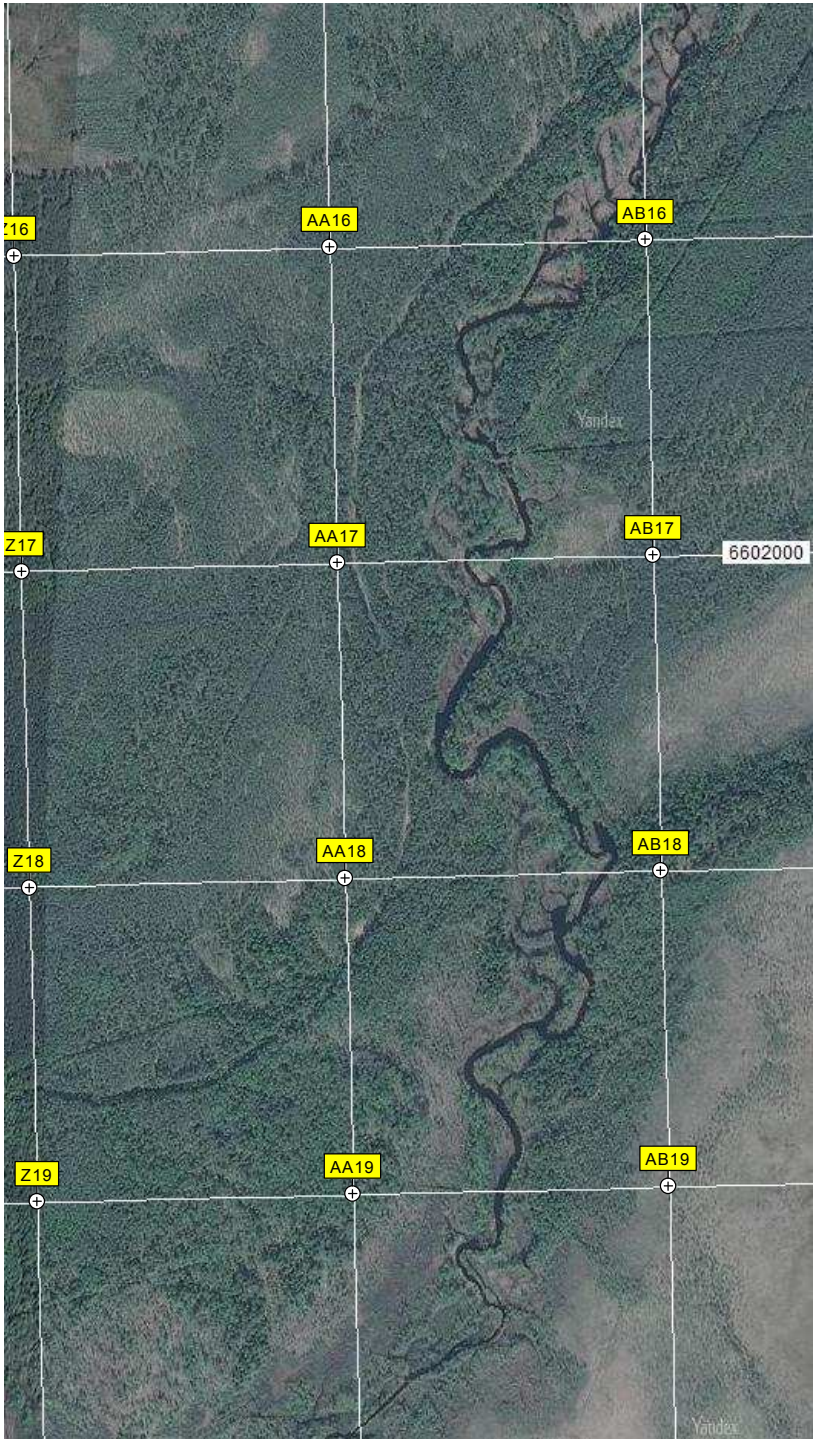 AB16
AA16
Z16
Yandex
AB17
AA17
Z17
6602000
AB18
AA18
Z18
AB19
AA19
Z19
Yandex